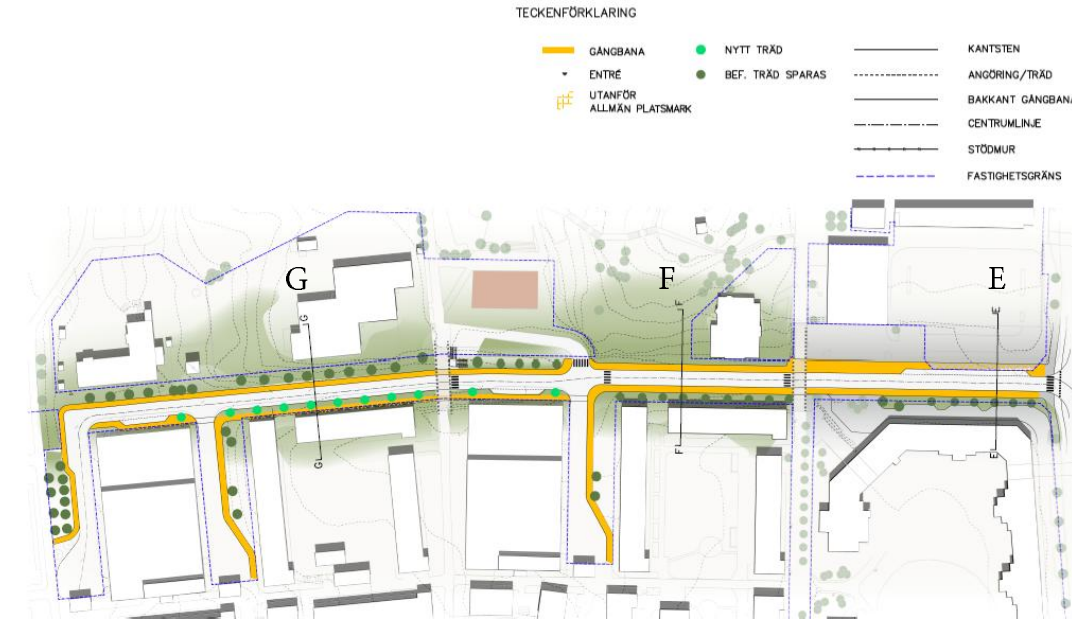 TECKENFÖRKLARING
GÅNGBANA
ENTRÉ
UTANFÖR
ALLMÄN PLATSMARK
NYTT TRÄD
BEF. TRÄD SPARAS
KANTSTEN
ANGÖRING/TRÄD
BAKKANT GÅNGBANA
CENTRUMLINJE
STÖDMUR
FASTIGHETSGRÄNS
G F E
G F E
G F E